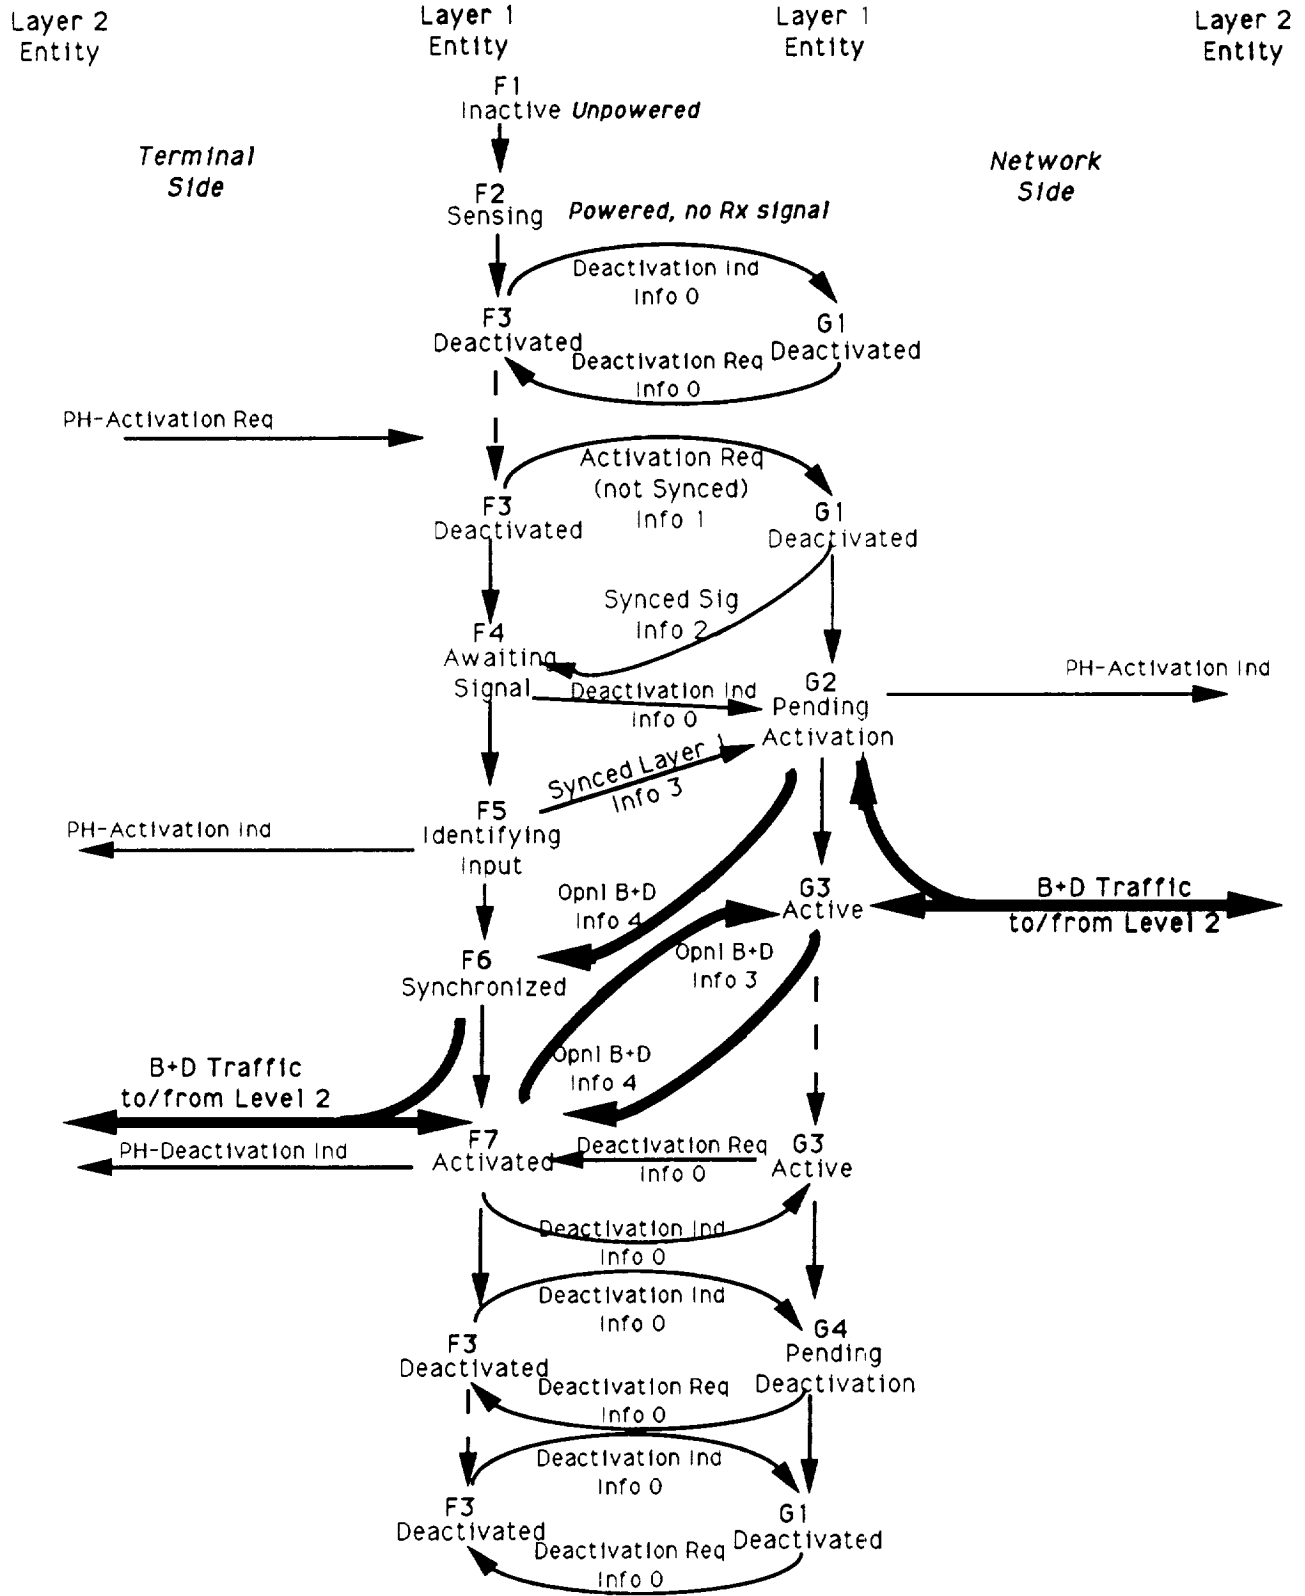 Layer 2
Entity
Layer 1
Entity
Layer 1
Entity
Layer 2
Entity
F1
Inactive Unpowered
Terminal
Side
Network
Side
F2
Sensing
Powered, no Rx signal
Deactivation Ind
Info 0
F3
Deactivated
G1
Deactivated
Deactivation Req
Info 0
PH-Activation Req
Activation Req
(not Synced)
Info 1
F3
Deactivated
G1
Deactivated
Synced Sig
Info 2
F4
Awaiting
Signal
Deactivation Ind
Info 0
G2
Pending
Activation
PH-Activation Ind
Synced Layer 1
Info 3
F5
Identifying
Input
PH-Activation Ind
Opnl B+D
Info 4
G3
Active
B+D Traffic
to/from Level 2
F6
Synchronized
Opnl B+D
Info 3
B+D Traffic
to/from Level 2
Opnl B+D
Info 4
PH-Deactivation Ind
F7
Activated
Deactivation Req
Info 0
G3
Active
Deactivation Ind
Info 0
Deactivation Ind
Info 0
F3
Deactivated
G4
Pending
Deactivation
Deactivation Req
Info 0
Deactivation Ind
Info 0
F3
Deactivated
G1
Deactivated
Deactivation Req
Info 0